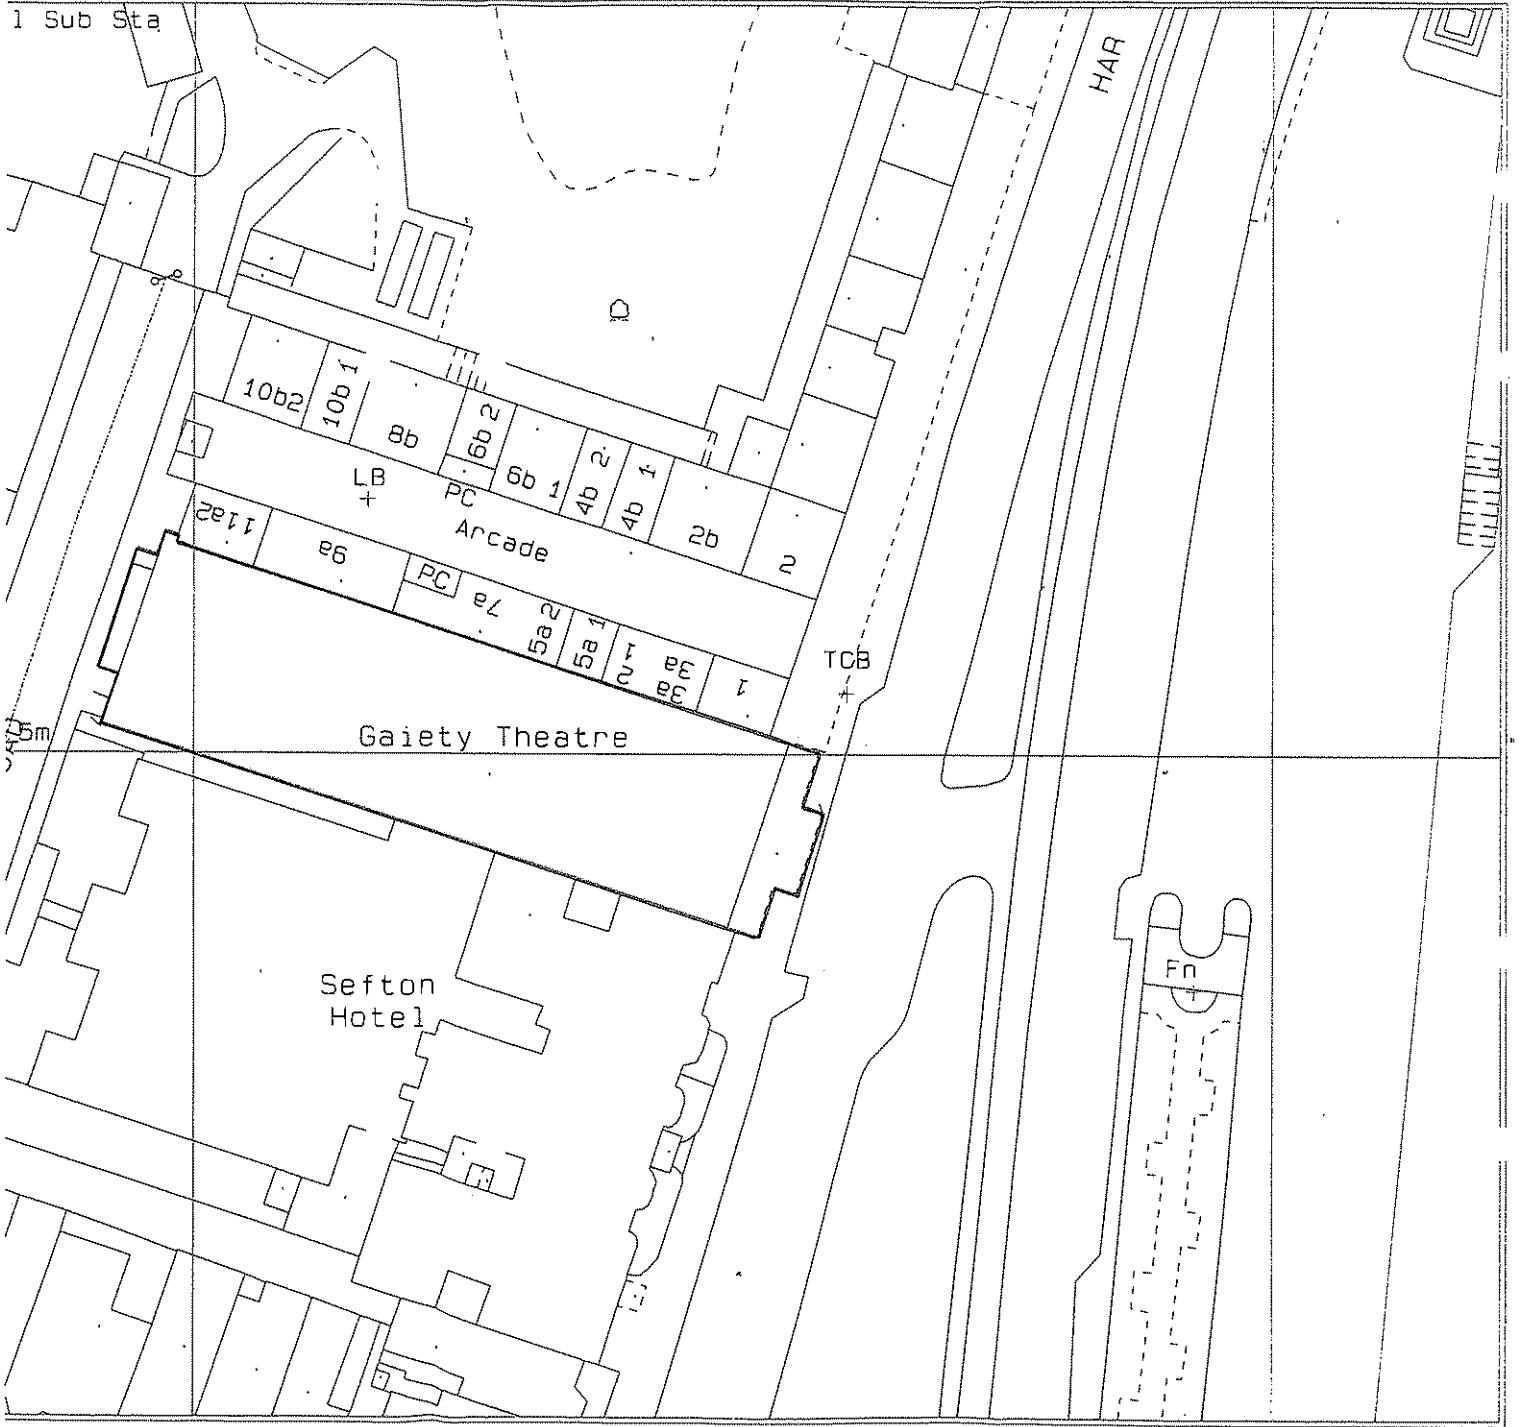 1 Sub Sta
HAR
10b2
10b 1
8b
6b 2
6b 1
4b 2
4b 1
2b
2
LB
PC
Arcade
11a2
9a
PC
7a
5a 2
5a 1
3a 1
3a 2
1
TCB
5m
Gaiety Theatre
Sefton
Hotel
Fn